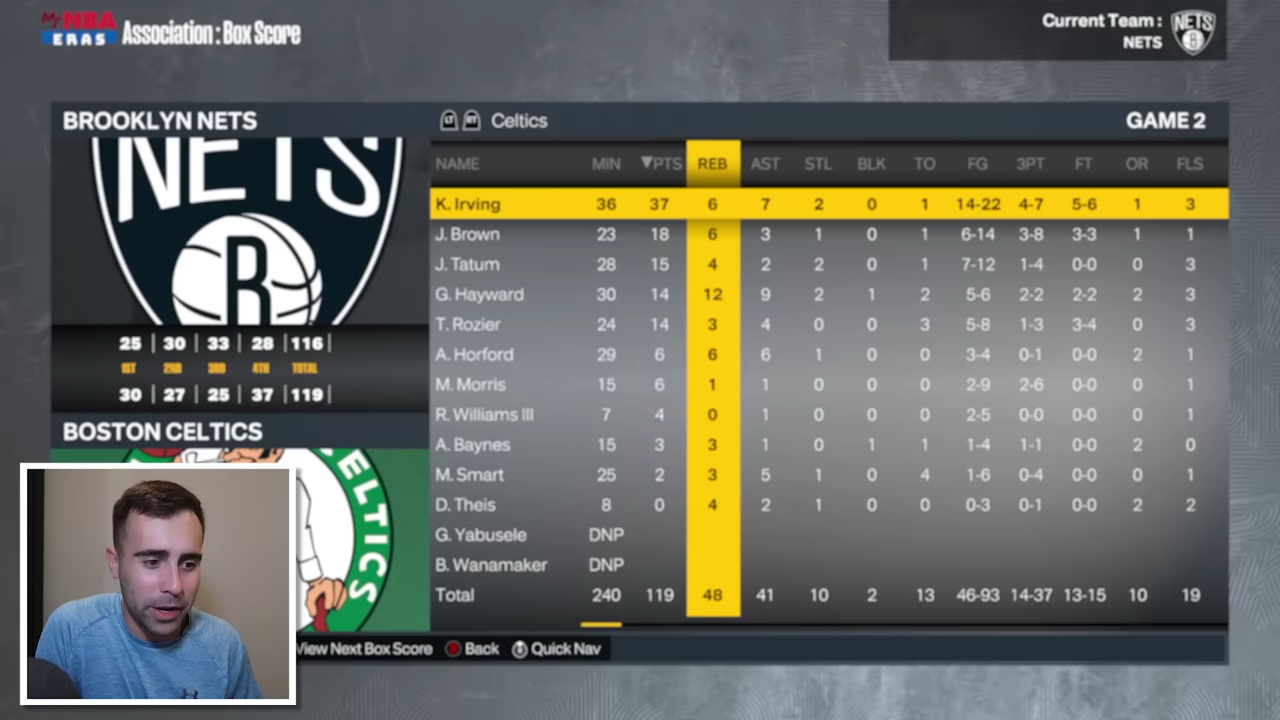 My NBA ERAS Association : Box Score
Current Team : NETS
NETS B
BROOKLYN NETS
NETS
B
25 | 30 | 33 | 28 | 116 |
1ST 2ND 3RD 4TH TOTAL
30 | 27 | 25 | 37 | 119 |
BOSTON CELTICS
CELTICS
LT RT Celtics GAME 2
NAME MIN ▼PTS REB AST STL BLK TO FG 3PT FT OR FLS
K. Irving 36 37 6 7 2 0 1 14-22 4-7 5-6 1 3
J. Brown 23 18 6 3 1 0 1 6-14 3-8 3-3 1 1
J. Tatum 28 15 4 2 2 0 1 7-12 1-4 0-0 0 3
G. Hayward 30 14 12 9 2 1 2 5-6 2-2 2-2 2 3
T. Rozier 24 14 3 4 0 0 3 5-8 1-3 3-4 0 3
A. Horford 29 6 6 6 1 0 0 3-4 0-1 0-0 2 1
M. Morris 15 6 1 1 0 0 0 2-9 2-6 0-0 0 1
R. Williams III 7 4 0 1 0 0 0 2-5 0-0 0-0 0 1
A. Baynes 15 3 3 1 0 1 1 1-4 1-1 0-0 2 0
M. Smart 25 2 3 5 1 0 4 1-6 0-4 0-0 0 1
D. Theis 8 0 4 2 1 0 0 0-3 0-1 0-0 2 2
G. Yabusele DNP
B. Wanamaker DNP
Total 240 119 48 41 10 2 13 46-93 14-37 13-15 10 19
View Next Box Score Back Quick Nav